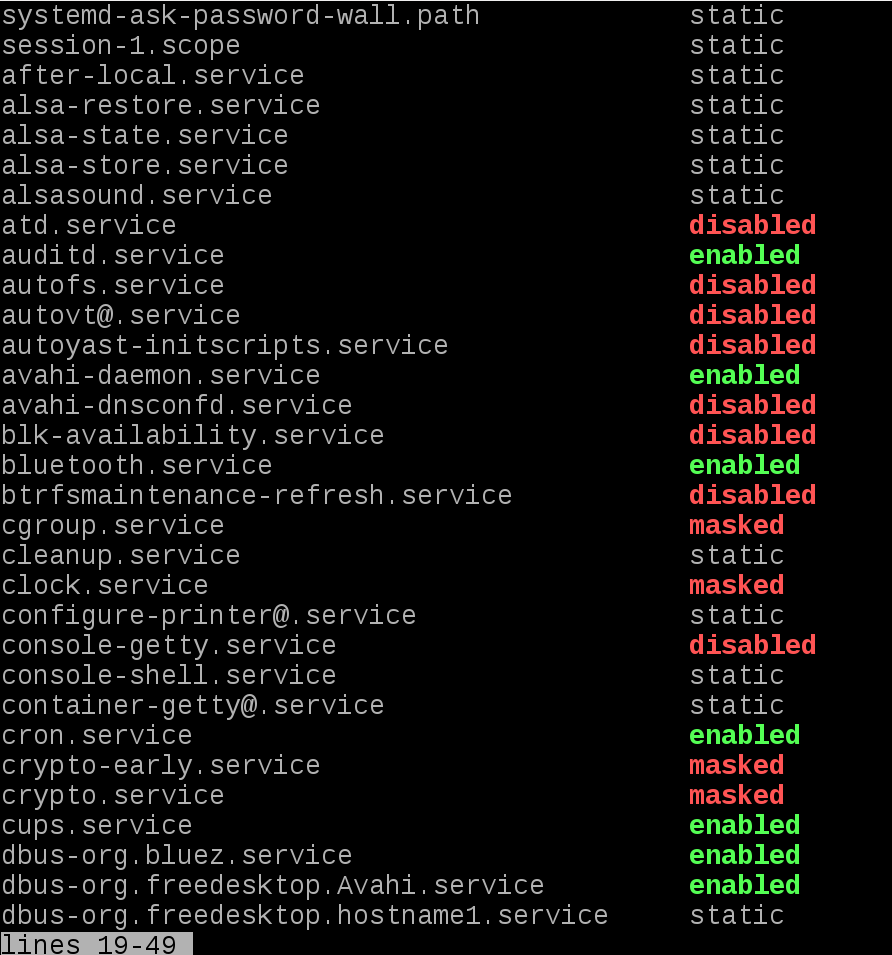 systemd-ask-password-wall.path static
session-1.scope static
after-local.service static
alsa-restore.service static
alsa-state.service static
alsa-store.service static
alsasound.service static
atd.service disabled
auditd.service enabled
autofs.service disabled
autovt@.service disabled
autoyast-initscripts.service disabled
avahi-daemon.service enabled
avahi-dnsconfd.service disabled
blk-availability.service disabled
bluetooth.service enabled
btrfsmaintenance-refresh.service disabled
cgroup.service masked
cleanup.service static
clock.service masked
configure-printer@.service static
console-getty.service disabled
console-shell.service static
container-getty@.service static
cron.service enabled
crypto-early.service masked
crypto.service masked
cups.service enabled
dbus-org.bluez.service enabled
dbus-org.freedesktop.Avahi.service enabled
dbus-org.freedesktop.hostname1.service static
lines 19-49